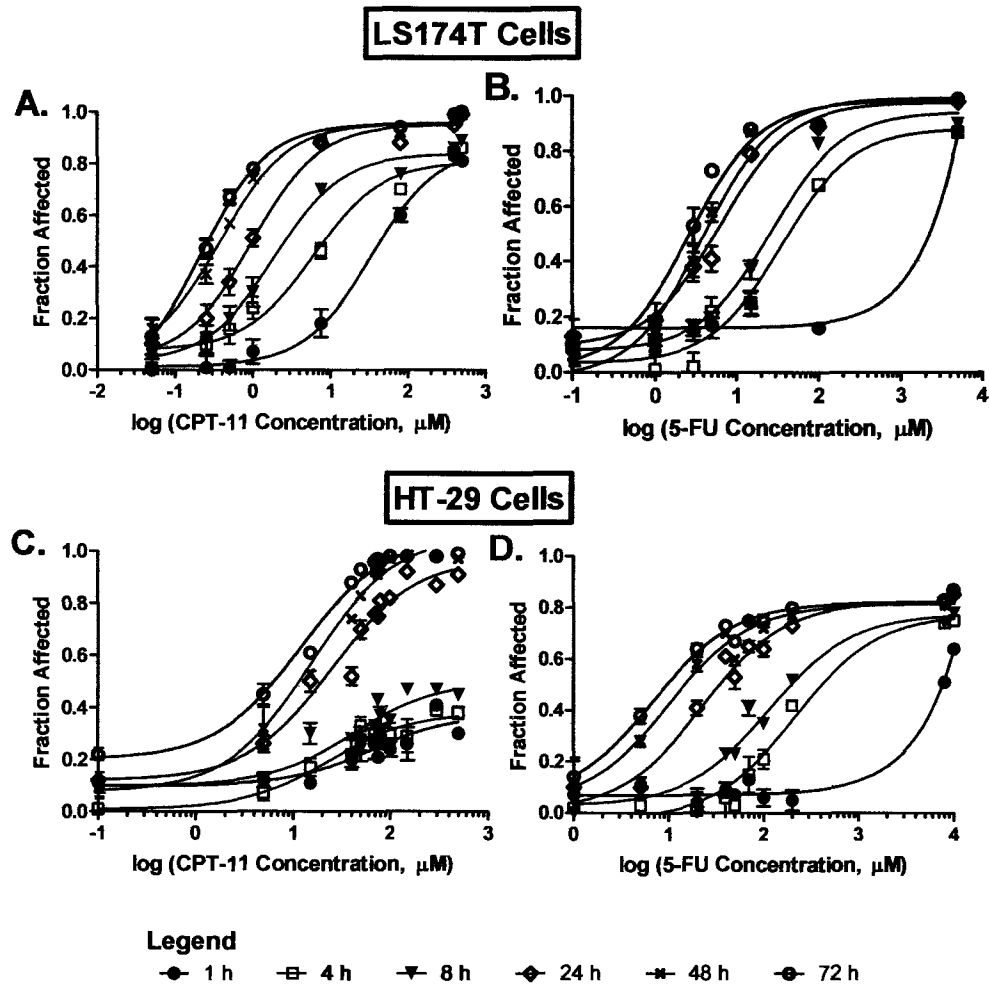 LS174T Cells
A.
B.
Fraction Affected
1.0
0.8
0.6
0.4
0.2
0.0
-2
-1
0
1
2
3
log (CPT-11 Concentration, μM)
Fraction Affected
1.0
0.8
0.6
0.4
0.2
0.0
-1
0
1
2
3
4
log (5-FU Concentration, μM)
HT-29 Cells
C.
D.
Fraction Affected
1.0
0.8
0.6
0.4
0.2
0.0
-1
0
1
2
3
log (CPT-11 Concentration, μM)
Fraction Affected
1.0
0.8
0.6
0.4
0.2
0.0
0
1
2
3
4
log (5-FU Concentration, μM)
Legend
1 h
4 h
8 h
24 h
48 h
72 h